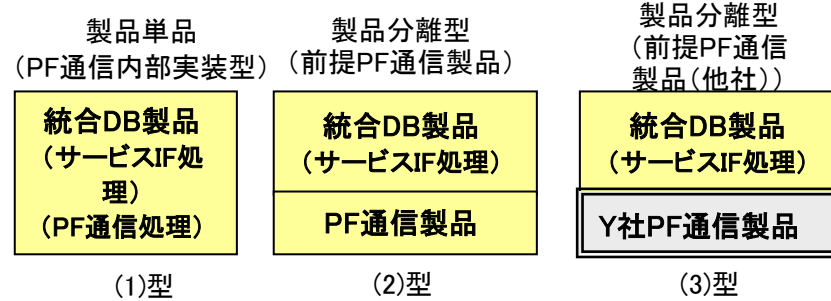 製品単品
（PF通信内部実装型）
統合DB製品
（サービスIF処
理）
（PF通信処理）
(1)型
製品分離型
（前提PF通信製品）
統合DB製品
（サービスIF処理）
PF通信製品
(2)型
製品分離型
（前提PF通信
製品（他社））
統合DB製品
（サービスIF処理）
Y社PF通信製品
(3)型